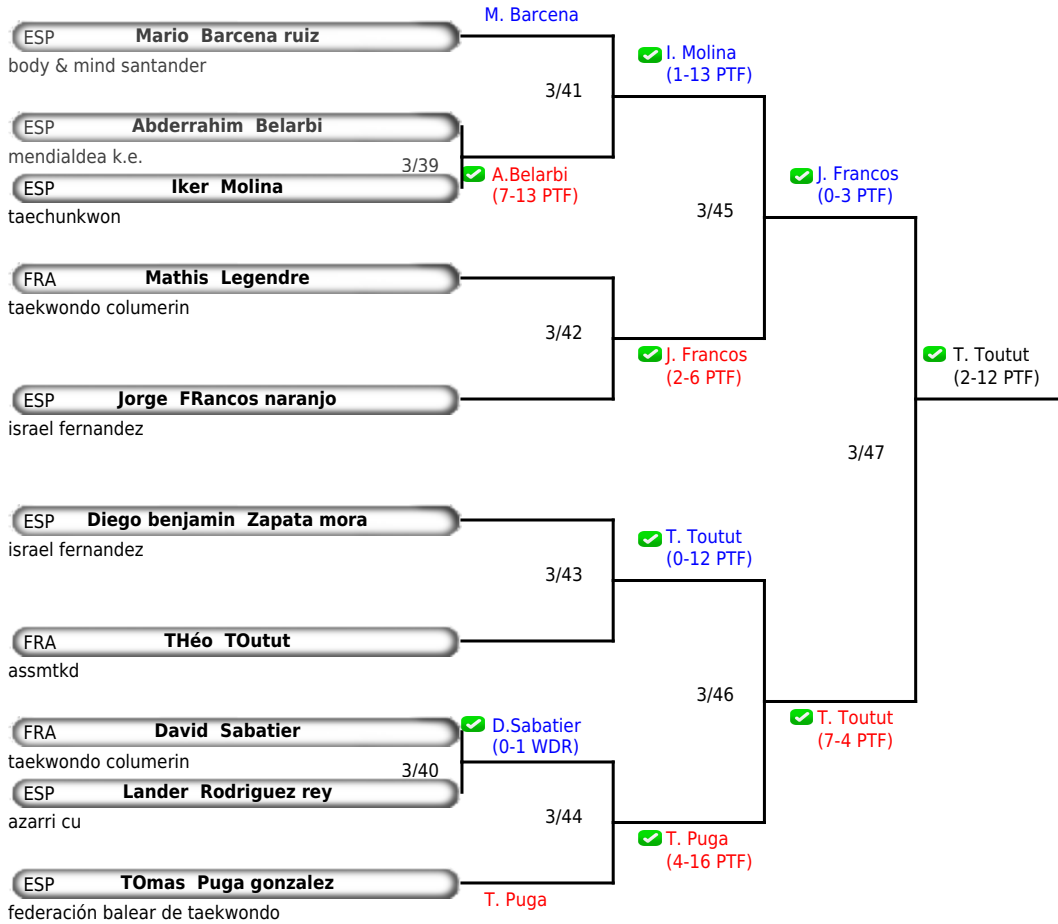 M. Barcena
ESP Mario Barcena ruiz
body & mind santander
I. Molina
(1-13 PTF)
3/41
ESP Abderrahim Belarbi
mendialdea k.e.
3/39
A.Belarbi
(7-13 PTF)
ESP Iker Molina
taechunkwon
J. Francos
(0-3 PTF)
3/45
FRA Mathis Legendre
taekwondo columerin
3/42
J. Francos
(2-6 PTF)
T. Toutut
(2-12 PTF)
ESP Jorge FRancos naranjo
israel fernandez
3/47
ESP Diego benjamin Zapata mora
israel fernandez
T. Toutut
(0-12 PTF)
3/43
FRA THéo TOutut
assmtkd
3/46
T. Toutut
(7-4 PTF)
FRA David Sabatier
taekwondo columerin
D.Sabatier
(0-1 WDR)
3/40
ESP Lander Rodriguez rey
azarri cu
3/44
T. Puga
(4-16 PTF)
ESP TOmas Puga gonzalez
T. Puga
federación balear de taekwondo